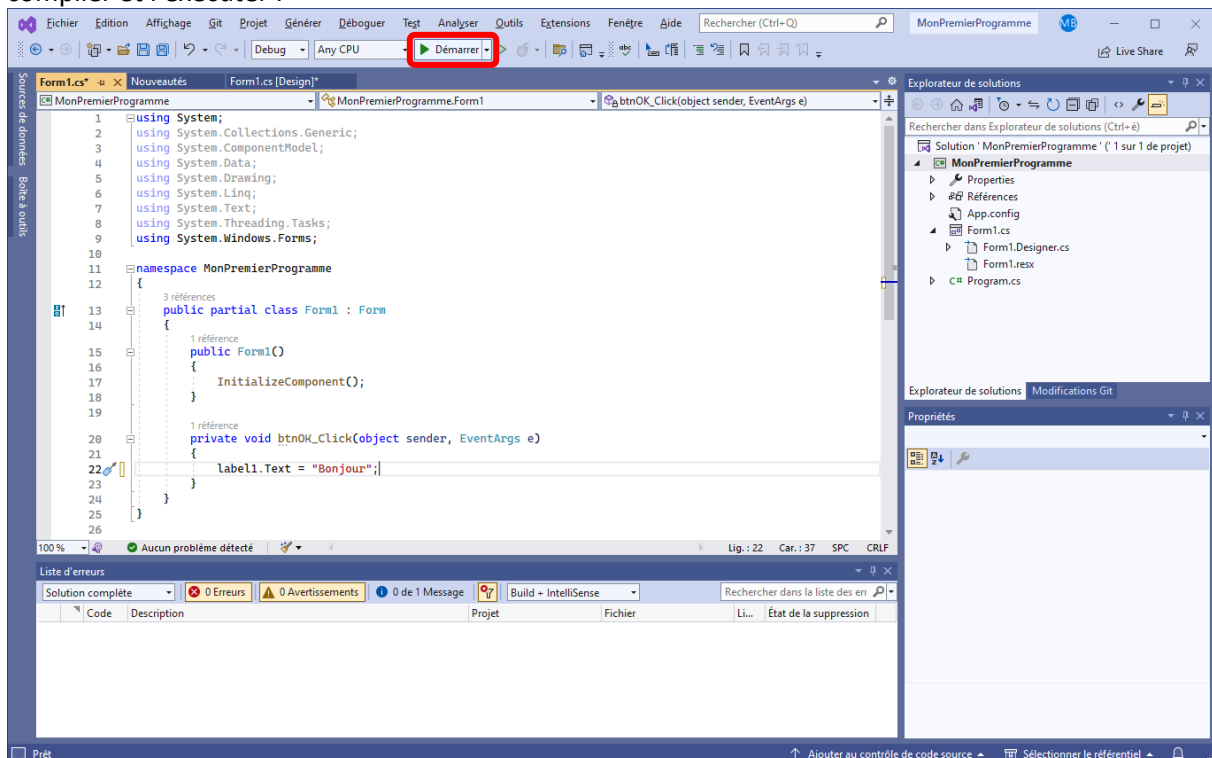 compiler et l'exécuter :
Fichier Edition Affichage Git Projet Générer Déboguer Test Analyser Outils Extensions Fenêtre Aide Rechercher (Ctrl+Q) MonPremierProgramme MB
Debug Any CPU Démarrer Live Share
Sources de données Boîte à outils
Form1.cs* Nouveautés Form1.cs [Design]*
MonPremierProgramme MonPremierProgramme.Form1 btnOK_Click(object sender, EventArgs e)
1 using System;
2 using System.Collections.Generic;
3 using System.ComponentModel;
4 using System.Data;
5 using System.Drawing;
6 using System.Linq;
7 using System.Text;
8 using System.Threading.Tasks;
9 using System.Windows.Forms;
10
11 namespace MonPremierProgramme
12 {
3 références
13 public partial class Form1 : Form
14 {
1 référence
15 public Form1()
16 {
17 InitializeComponent();
18 }
19
1 référence
20 private void btnOK_Click(object sender, EventArgs e)
21 {
22 label1.Text = "Bonjour";
23 }
24 }
25 }
26
100 % Aucun problème détecté Lig. : 22 Car. : 37 SPC CRLF
Explorateur de solutions
Rechercher dans Explorateur de solutions (Ctrl+è)
Solution ' MonPremierProgramme ' (' 1 sur 1 de projet)
MonPremierProgramme
Properties
Références
App.config
Form1.cs
Form1.Designer.cs
Form1.resx
C# Program.cs
Explorateur de solutions Modifications Git
Propriétés
Liste d'erreurs
Solution complète 0 Erreurs 0 Avertissements 0 de 1 Message Build + IntelliSense Rechercher dans la liste des err
Code Description Projet Fichier Li... État de la suppression
Prêt Ajouter au contrôle de code source Sélectionner le référentiel